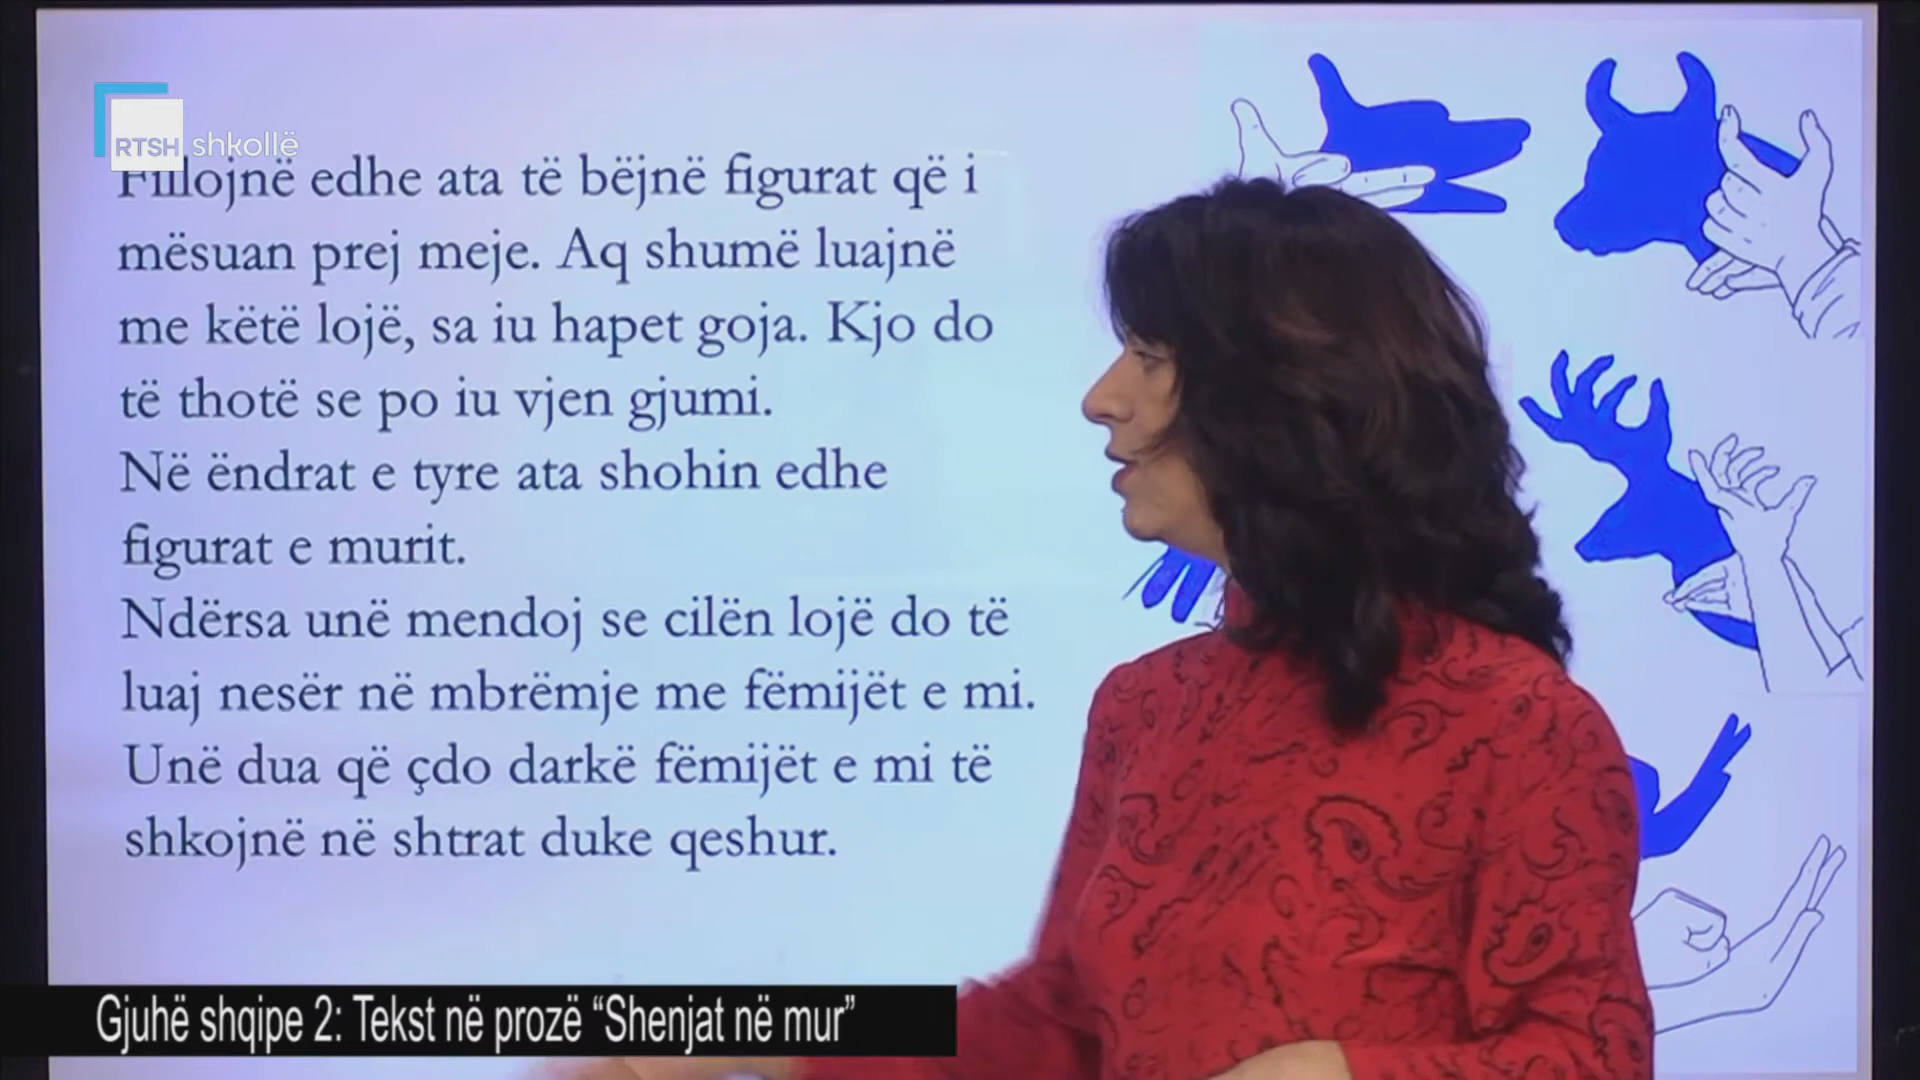 RTSH shkollë
Fillojnë edhe ata të bëjnë figurat që i
mësuan prej meje. Aq shumë luajnë
me këtë lojë, sa iu hapet goja. Kjo do
të thotë se po iu vjen gjumi.
Në ëndrat e tyre ata shohin edhe
figurat e murit.
Ndërsa unë mendoj se cilën lojë do të
luaj nesër në mbrëmje me fëmijët e mi.
Unë dua që çdo darkë fëmijët e mi të
shkojnë në shtrat duke qeshur.
Gjuhë shqipe 2: Tekst në prozë “Shenjat në mur”